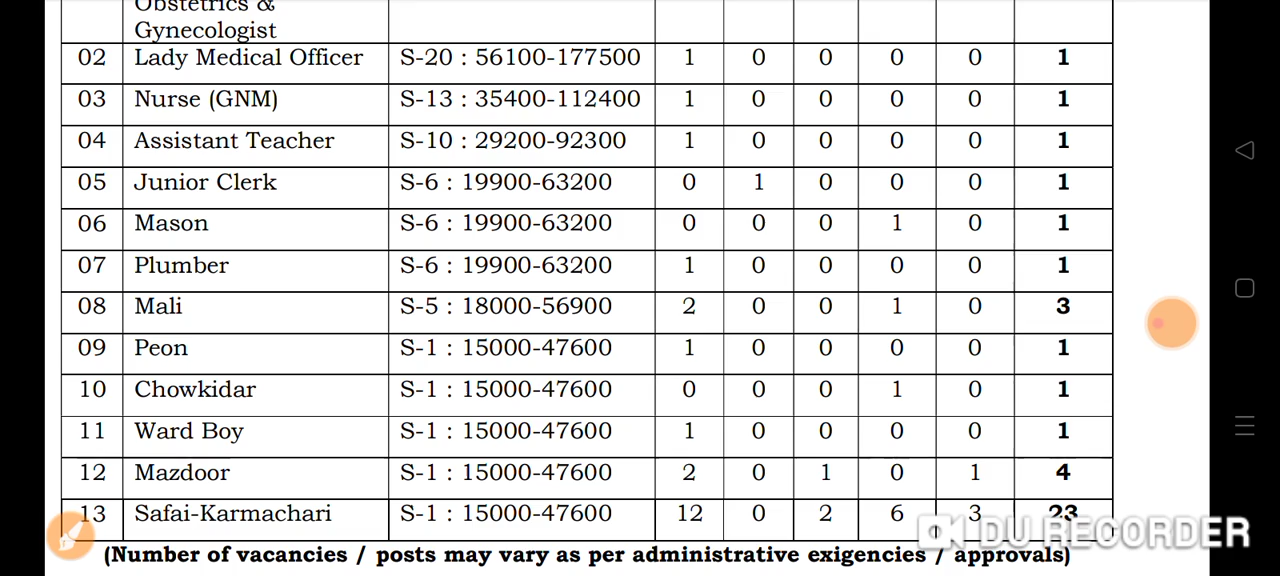 Obstetrics &
Gynecologist
02 Lady Medical Officer S-20 : 56100-177500 1 0 0 0 0 1
03 Nurse (GNM) S-13 : 35400-112400 1 0 0 0 0 1
04 Assistant Teacher S-10 : 29200-92300 1 0 0 0 0 1
05 Junior Clerk S-6 : 19900-63200 0 1 0 0 0 1
06 Mason S-6 : 19900-63200 0 0 0 1 0 1
07 Plumber S-6 : 19900-63200 1 0 0 0 0 1
08 Mali S-5 : 18000-56900 2 0 0 1 0 3
09 Peon S-1 : 15000-47600 1 0 0 0 0 1
10 Chowkidar S-1 : 15000-47600 0 0 0 1 0 1
11 Ward Boy S-1 : 15000-47600 1 0 0 0 0 1
12 Mazdoor S-1 : 15000-47600 2 0 1 0 1 4
13 Safai-Karmachari S-1 : 15000-47600 12 0 2 6 3 23
DU RECORDER
(Number of vacancies / posts may vary as per administrative exigencies / approvals)